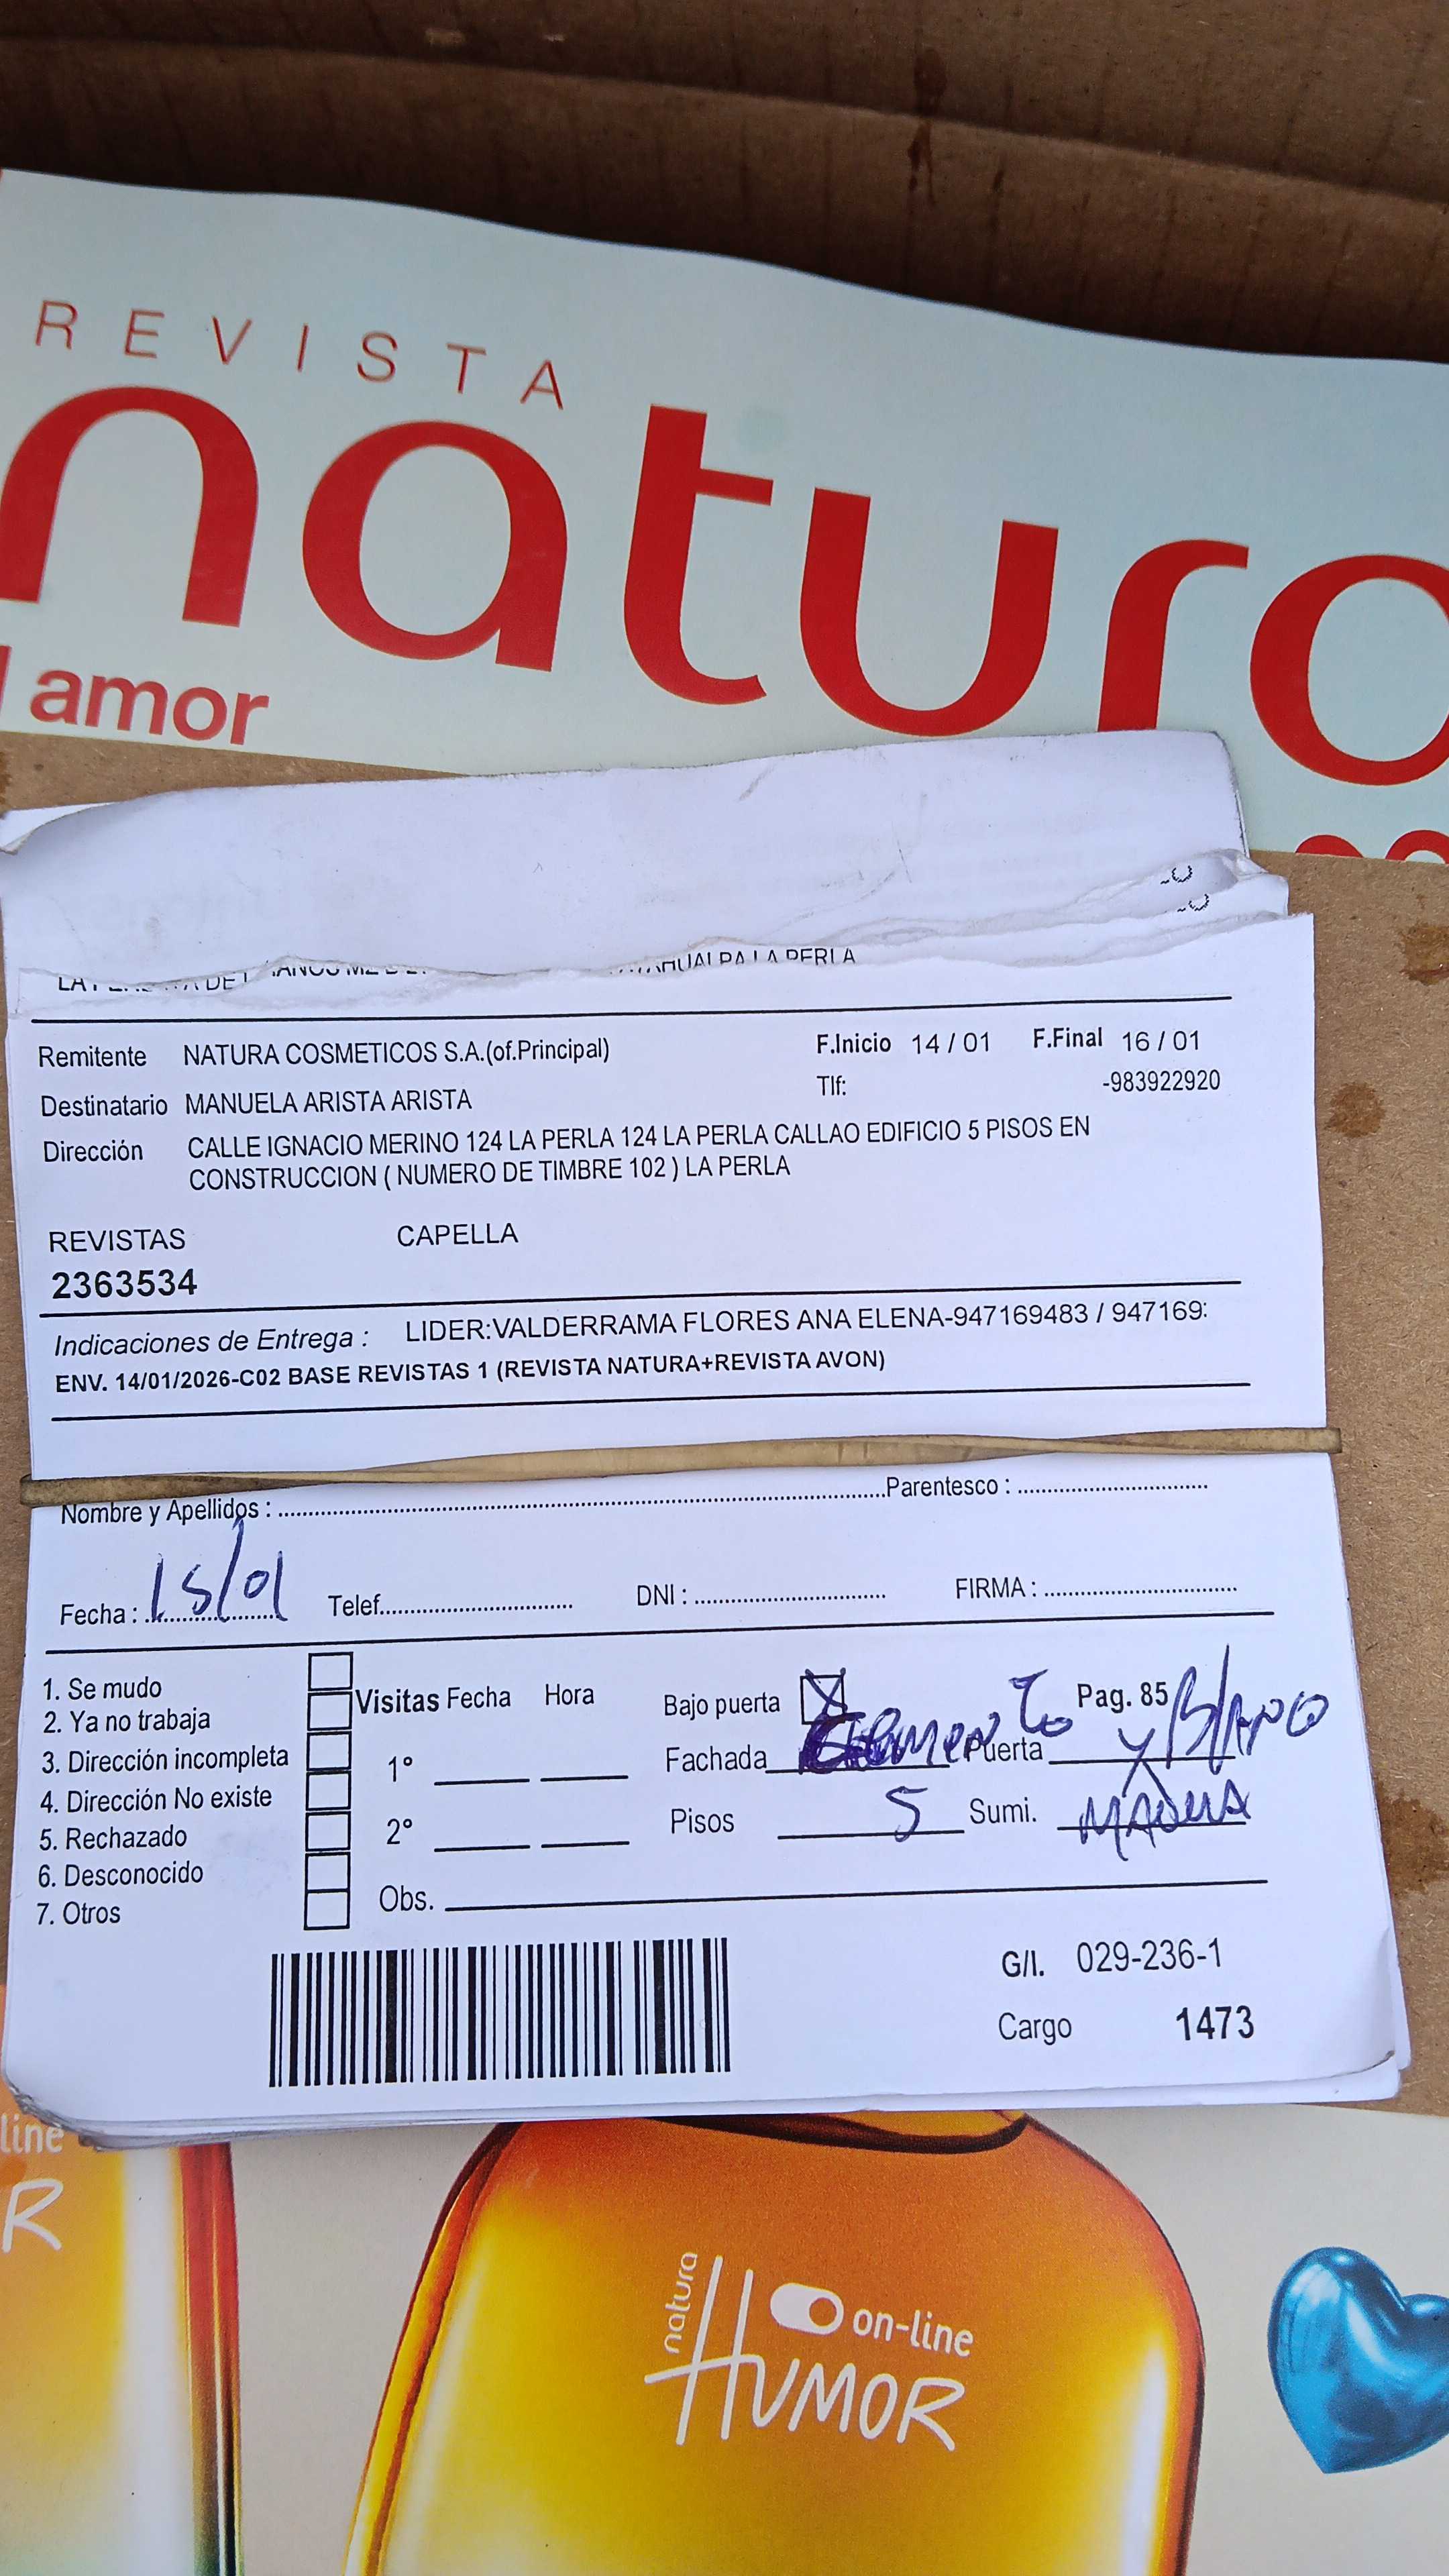 REVISTA
natura
amor
LA PERLA
Remitente NATURA COSMETICOS S.A.(of.Principal) F.Inicio 14 / 01 F.Final 16 / 01
Destinatario MANUELA ARISTA ARISTA Tlf: -983922920
Dirección CALLE IGNACIO MERINO 124 LA PERLA 124 LA PERLA CALLAO EDIFICIO 5 PISOS EN
CONSTRUCCION ( NUMERO DE TIMBRE 102 ) LA PERLA
REVISTAS CAPELLA
2363534
Indicaciones de Entrega : LIDER:VALDERRAMA FLORES ANA ELENA-947169483 / 947169:
ENV. 14/01/2026-C02 BASE REVISTAS 1 (REVISTA NATURA+REVISTA AVON)
Nombre y Apellidos : Parentesco :
Fecha : 15/01 Telef. DNI : FIRMA :
1. Se mudo
2. Ya no trabaja
3. Dirección incompleta
4. Dirección No existe
5. Rechazado
6. Desconocido
7. Otros
Visitas Fecha Hora
1°
2°
Bajo puerta X Pag. 85
Fachada Cemento Puerta y Blanco
Pisos 5 Sumi.
Obs.
G/I. 029-236-1
Cargo 1473
line
R
natura
on-line
HUMOR